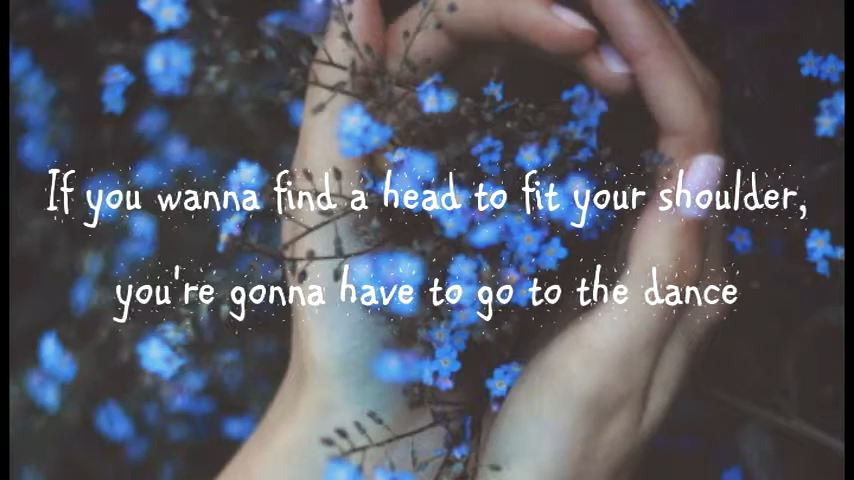 If you wanna find a head to fit your shoulder,
you're gonna have to go to the dance